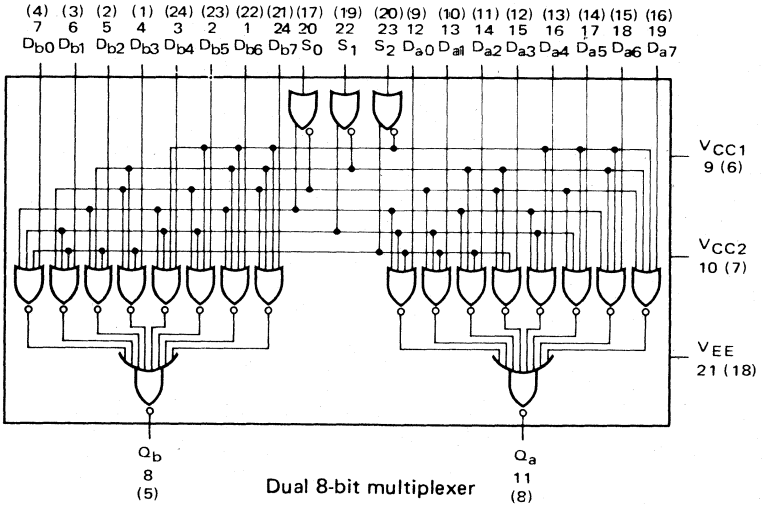 (4) (3) (2) (1) (24) (23) (22) (21) (17) (19) (20) (9) (10) (11) (12) (13) (14) (15) (16)
7 6 5 4 3 2 1 24 20 22 23 12 13 14 15 16 17 18 19
Db0 Db1 Db2 Db3 Db4 Db5 Db6 Db7 S0 S1 S2 Da0 Da1 Da2 Da3 Da4 Da5 Da6 Da7
VCC1
9 (6)
VCC2
10 (7)
VEE
21 (18)
Qb
8
(5)
Qa
11
(8)
Dual 8-bit multiplexer